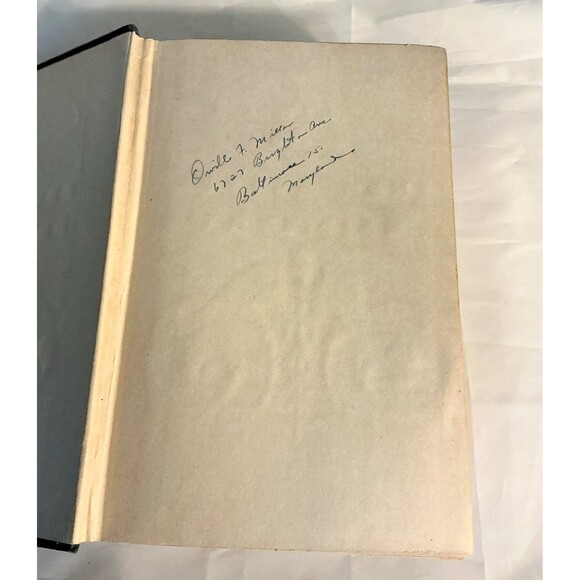 Orville F. Miller
6727 Brighton Ave
Baltimore 15.
Maryland